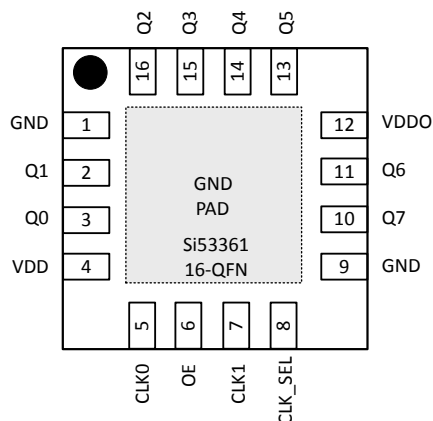 Q2
Q3
Q4
Q5
16
15
14
13
GND
1
12
VDDO
Q1
2
11
Q6
Q0
3
10
Q7
VDD
4
9
GND
GND
PAD
Si53361
16-QFN
5
6
7
8
CLK0
OE
CLK1
CLK_SEL